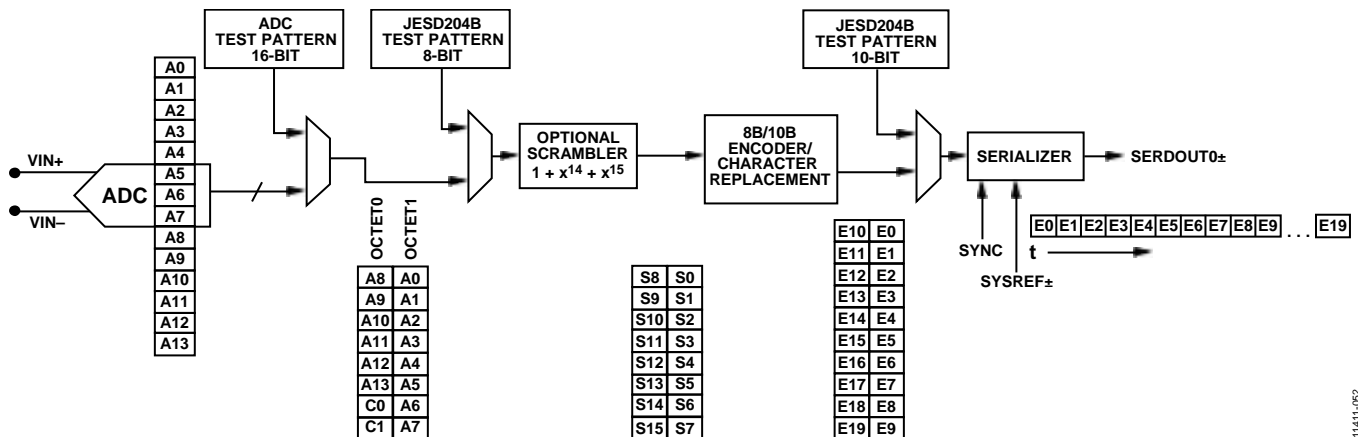 ADC
TEST PATTERN
16-BIT
JESD204B
TEST PATTERN
8-BIT
JESD204B
TEST PATTERN
10-BIT
A0
A1
A2
A3
A4
A5
A6
A7
A8
A9
A10
A11
A12
A13
VIN+
ADC
VIN–
OCTET0
OCTET1
A8 A0
A9 A1
A10 A2
A11 A3
A12 A4
A13 A5
C0 A6
C1 A7
OPTIONAL
SCRAMBLER
1 + x14 + x15
S8 S0
S9 S1
S10 S2
S11 S3
S12 S4
S13 S5
S14 S6
S15 S7
8B/10B
ENCODER/
CHARACTER
REPLACEMENT
E10 E0
E11 E1
E12 E2
E13 E3
E14 E4
E15 E5
E16 E6
E17 E7
E18 E8
E19 E9
SERIALIZER
SERDOUT0±
SYNC
SYSREF±
E0 E1 E2 E3 E4 E5 E6 E7 E8 E9 . . . E19
t
11411-052